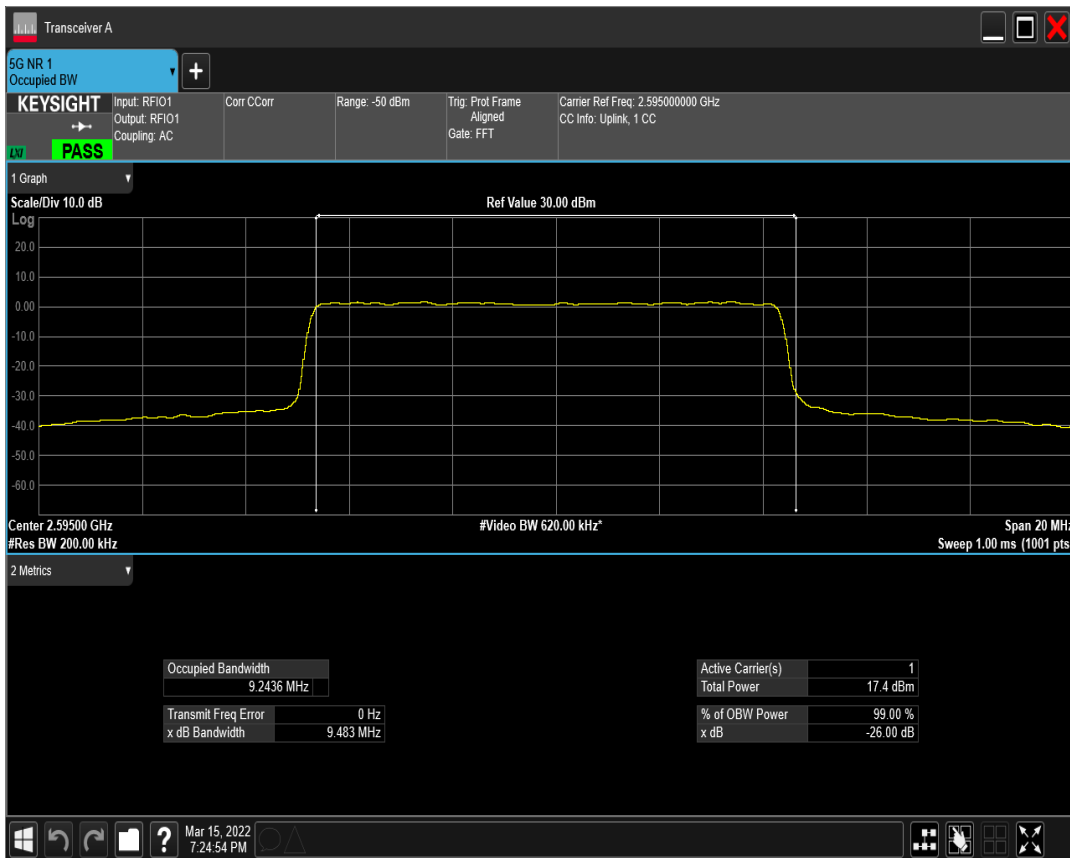 Transceiver A
5G NR 1
Occupied BW
+
KEYSIGHT
LXI
PASS
Input: RFIO1
Output: RFIO1
Coupling: AC
Corr CCorr
Range: -50 dBm
Trig: Prot Frame
Aligned
Gate: FFT
Carrier Ref Freq: 2.595000000 GHz
CC Info: Uplink, 1 CC
1 Graph
Scale/Div 10.0 dB
Ref Value 30.00 dBm
Log
20.0
10.0
0.00
-10.0
-20.0
-30.0
-40.0
-50.0
-60.0
Center 2.59500 GHz
#Video BW 620.00 kHz*
Span 20 MHz
#Res BW 200.00 kHz
Sweep 1.00 ms (1001 pts
2 Metrics
Occupied Bandwidth
9.2436 MHz
Transmit Freq Error 0 Hz
x dB Bandwidth 9.483 MHz
Active Carrier(s) 1
Total Power 17.4 dBm
% of OBW Power 99.00 %
x dB -26.00 dB
?
Mar 15, 2022
7:24:54 PM